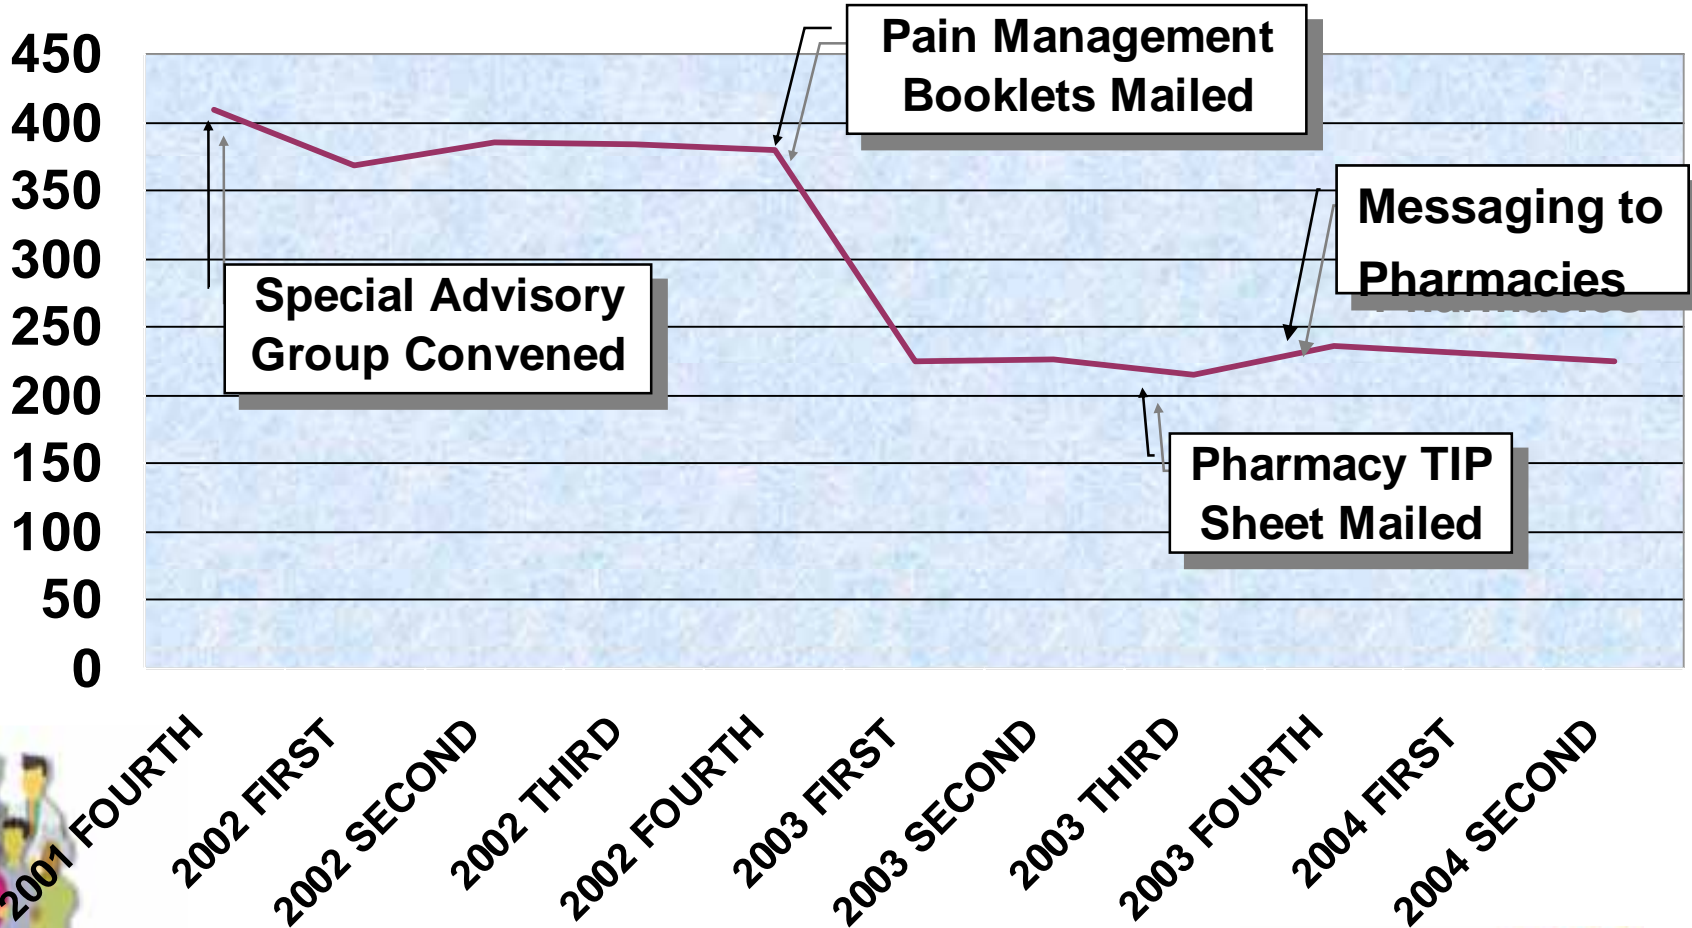 450
400
350
300
250
200
150
100
50
0
Pain Management
Booklets Mailed
Messaging to
Pharmacies
Special Advisory
Group Convened
Pharmacy TIP
Sheet Mailed
2001 FOURTH
2002 FIRST
2002 SECOND
2002 THIRD
2002 FOURTH
2003 FIRST
2003 SECOND
2003 THIRD
2003 FOURTH
2004 FIRST
2004 SECOND